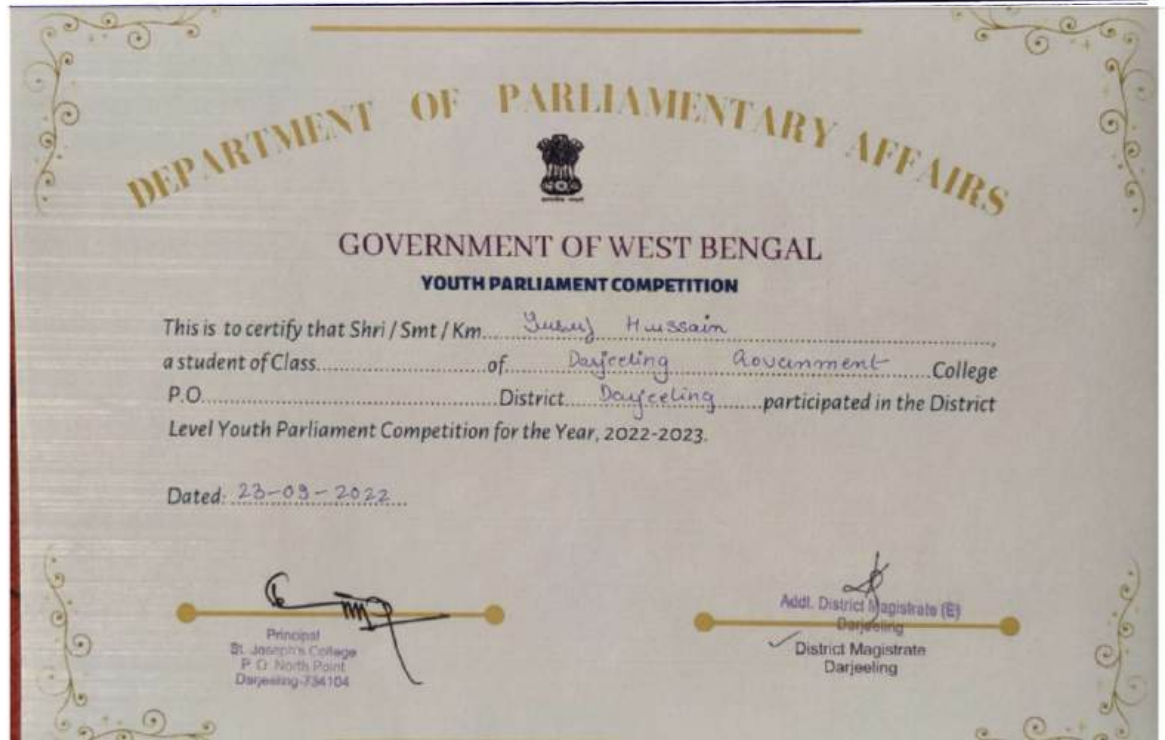 DEPARTMENT OF PARLIAMENTARY AFFAIRS
GOVERNMENT OF WEST BENGAL
YOUTH PARLIAMENT COMPETITION
This is to certify that Shri / Smt / Km. Yusuf Hussain
a student of Class of Darjeeling Government College
P.O. District Darjeeling participated in the District
Level Youth Parliament Competition for the Year, 2022-2023.
Dated: 23-09-2022
Principal
St. Joseph's College
P. O. North Point
Darjeeling-734104
Addl. District Magistrate (E)
Darjeeling
District Magistrate
Darjeeling